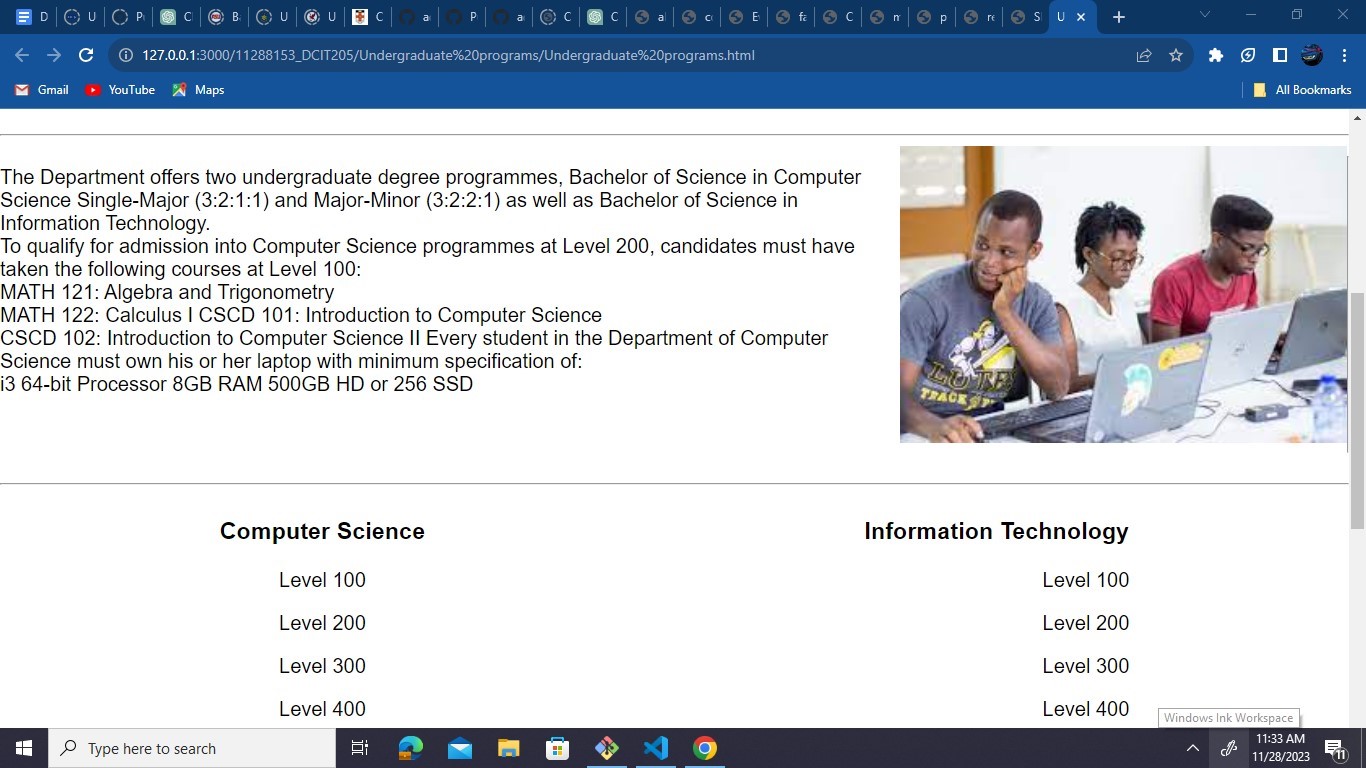 D
U
P
C
B
U
U
C
a
P
a
C
C
al
c
E
fa
C
n
p
re
S
U
127.0.0.1:3000/11288153_DCIT205/Undergraduate%20programs/Undergraduate%20programs.html
Gmail YouTube Maps All Bookmarks
The Department offers two undergraduate degree programmes, Bachelor of Science in Computer
Science Single-Major (3:2:1:1) and Major-Minor (3:2:2:1) as well as Bachelor of Science in
Information Technology.
To qualify for admission into Computer Science programmes at Level 200, candidates must have
taken the following courses at Level 100:
MATH 121: Algebra and Trigonometry
MATH 122: Calculus I CSCD 101: Introduction to Computer Science
CSCD 102: Introduction to Computer Science II Every student in the Department of Computer
Science must own his or her laptop with minimum specification of:
i3 64-bit Processor 8GB RAM 500GB HD or 256 SSD
TRACK
Computer Science Information Technology
Level 100 Level 100
Level 200 Level 200
Level 300 Level 300
Level 400 Level 400
Windows Ink Workspace
Type here to search
11:33 AM
11/28/2023
11